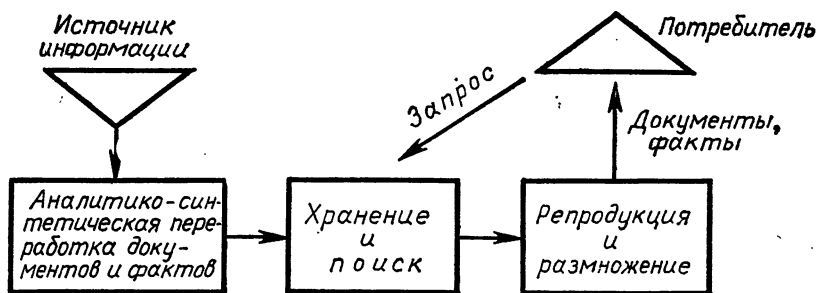 Источник
информации
Потребитель
Запрос
Документы,
факты
Аналитико-син-
тетическая пере-
работка доку-
ментов и фактов
Хранение
и
поиск
Репродукция
и
размножение